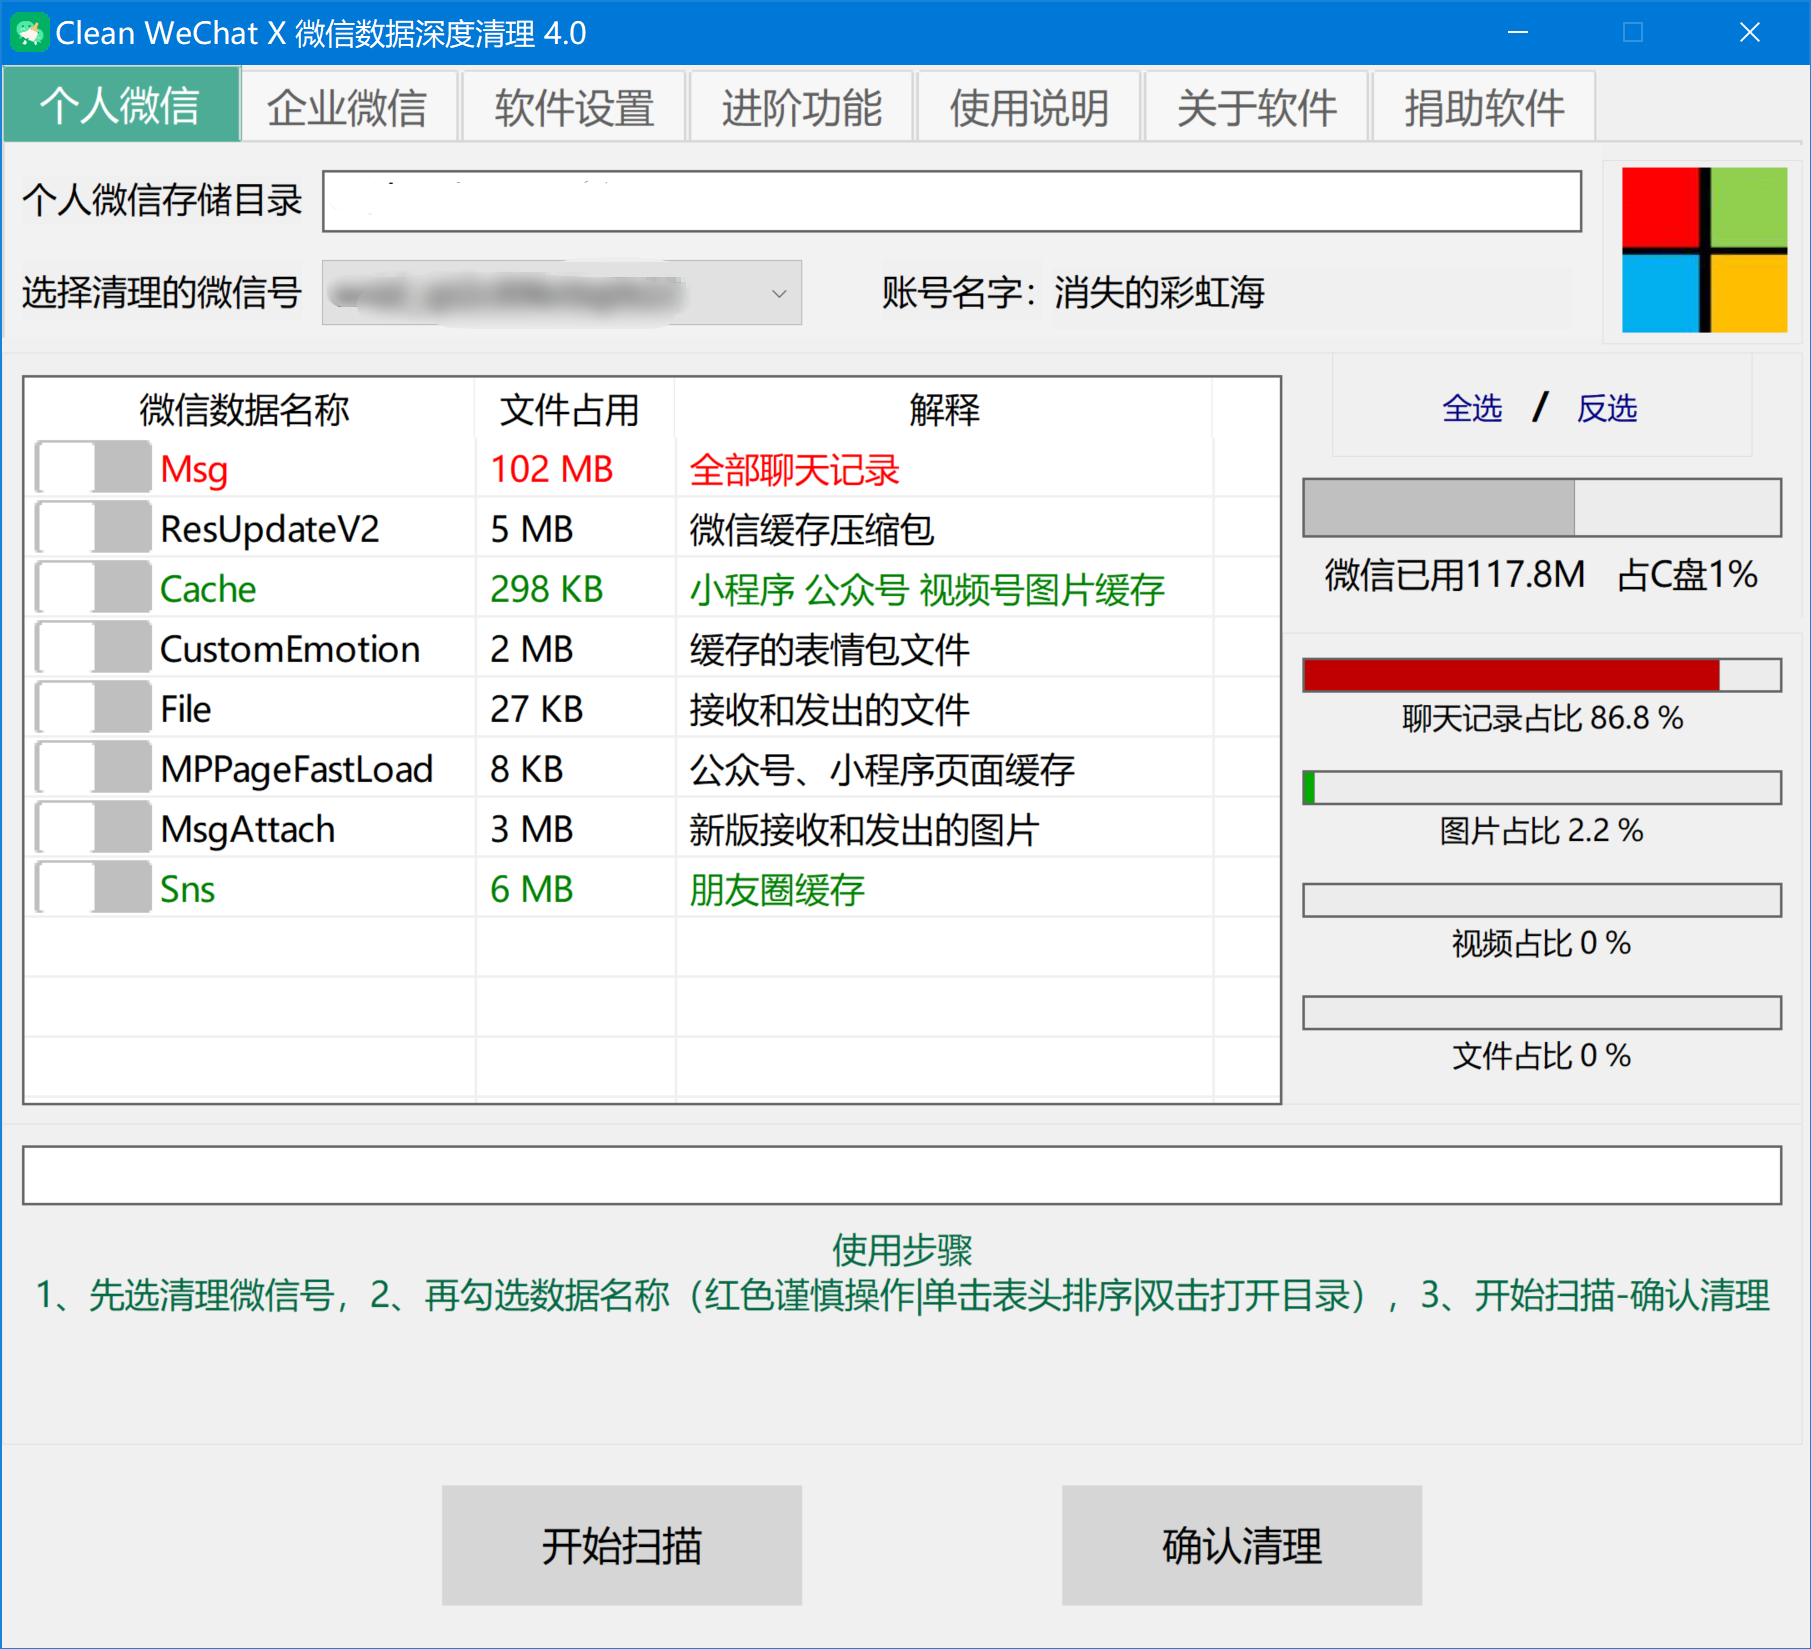 Clean WeChat X 微信数据深度清理 4.0
个人微信 企业微信 软件设置 进阶功能 使用说明 关于软件 捐助软件
个人微信存储目录
选择清理的微信号 账号名字：消失的彩虹海
微信数据名称 文件占用 解释
Msg 102 MB 全部聊天记录
ResUpdateV2 5 MB 微信缓存压缩包
Cache 298 KB 小程序 公众号 视频号图片缓存
CustomEmotion 2 MB 缓存的表情包文件
File 27 KB 接收和发出的文件
MPPageFastLoad 8 KB 公众号、小程序页面缓存
MsgAttach 3 MB 新版接收和发出的图片
Sns 6 MB 朋友圈缓存
全选 / 反选
微信已用117.8M 占C盘1%
聊天记录占比 86.8 %
图片占比 2.2 %
视频占比 0 %
文件占比 0 %
使用步骤
1、先选清理微信号，2、再勾选数据名称（红色谨慎操作|单击表头排序|双击打开目录），3、开始扫描-确认清理
开始扫描 确认清理